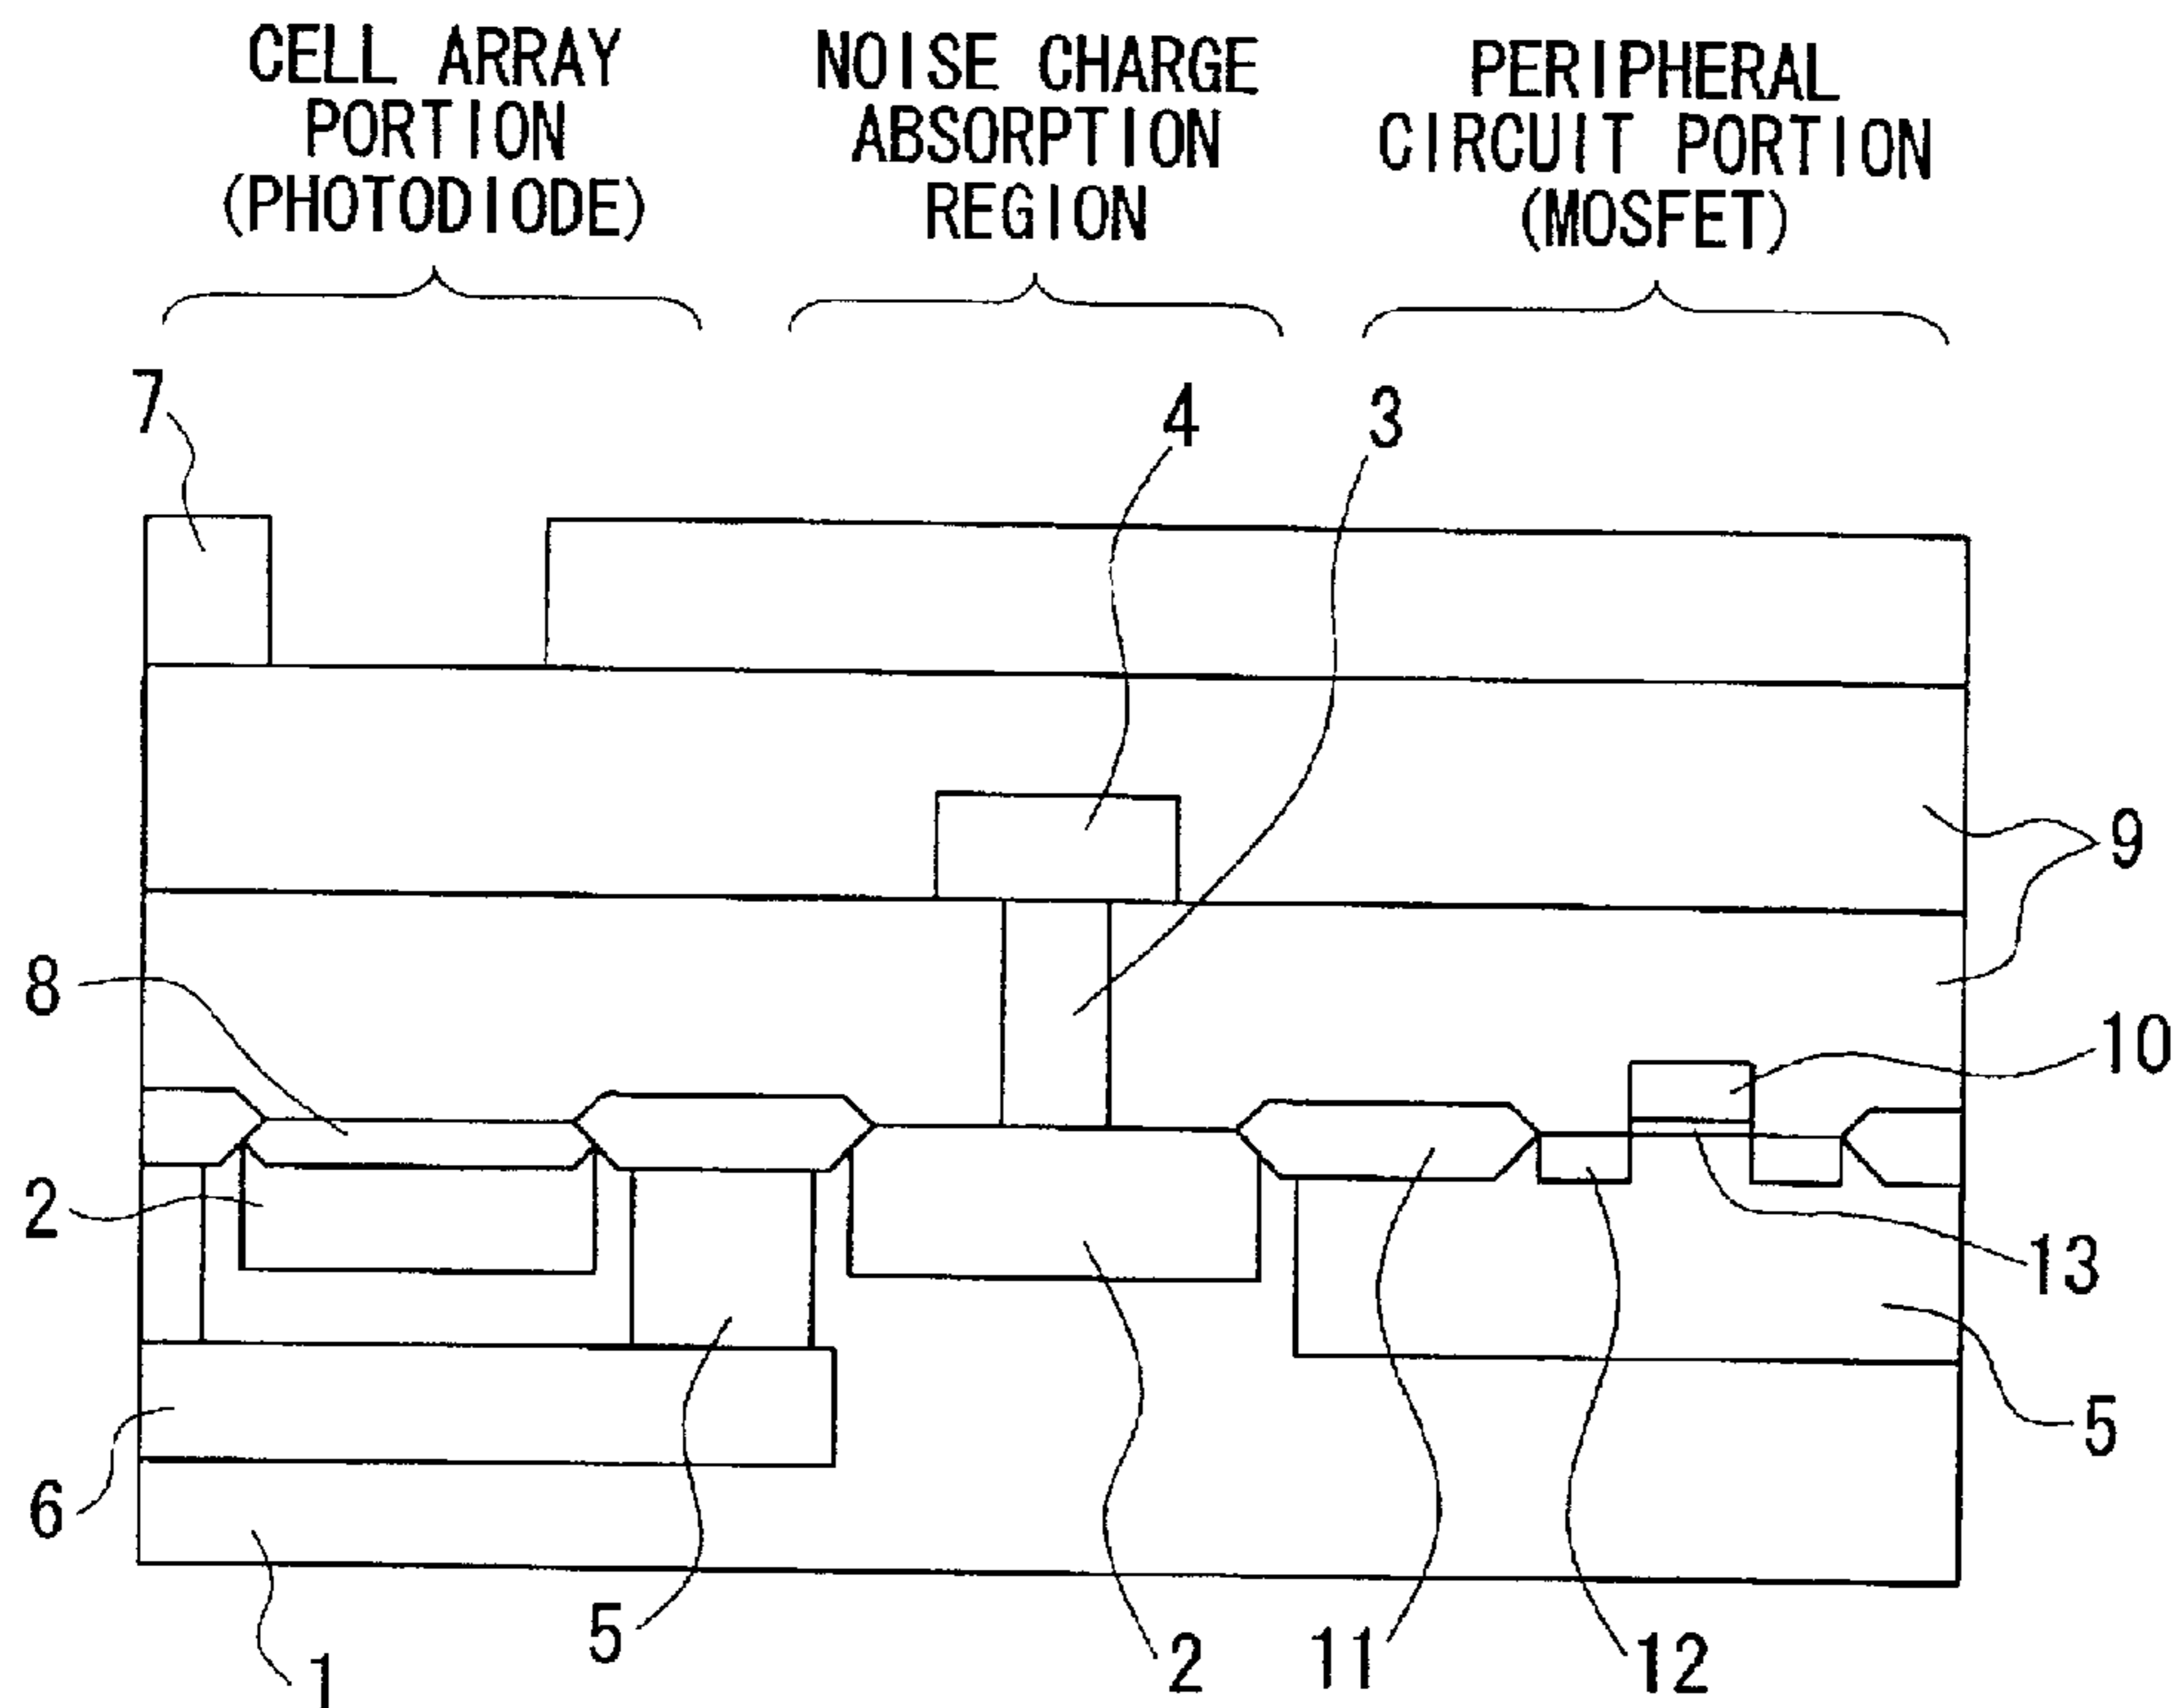 CELL ARRAY
PORTION
(PHOTODIODE)
NOISE CHARGE
ABSORPTION
REGION
PERIPHERAL
CIRCUIT PORTION
(MOSFET)
7
4
3
9
8
10
2
13
5
6
5
2
11
12
1